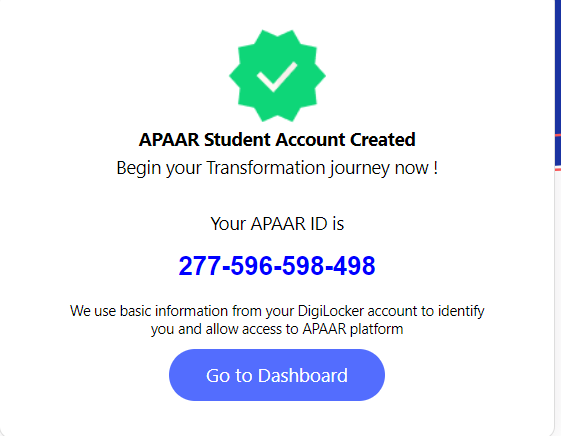 APAAR Student Account Created
Begin your Transformation journey now !
Your APAAR ID is
277-596-598-498
We use basic information from your DigiLocker account to identify
you and allow access to APAAR platform
Go to Dashboard